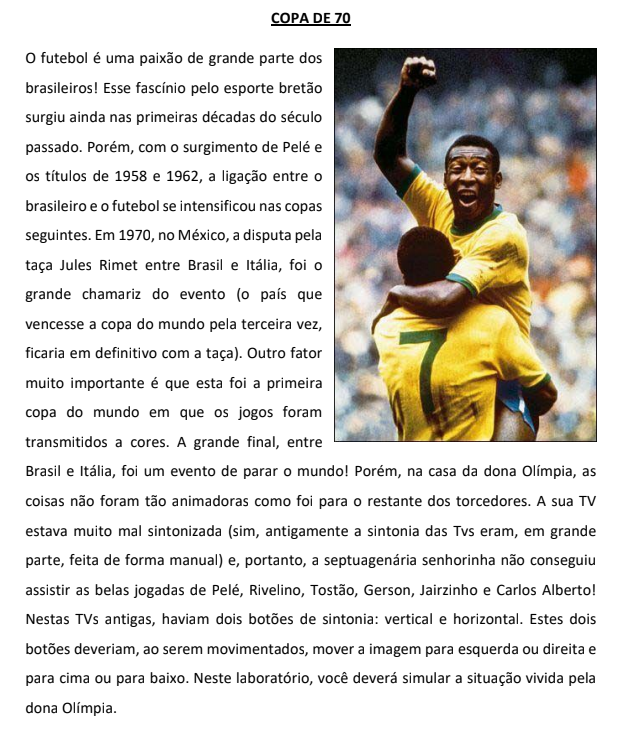 COPA DE 70
O futebol é uma paixão de grande parte dos
brasileiros! Esse fascínio pelo esporte bretão
surgiu ainda nas primeiras décadas do século
passado. Porém, com o surgimento de Pelé e
os títulos de 1958 e 1962, a ligação entre o
brasileiro e o futebol se intensificou nas copas
seguintes. Em 1970, no México, a disputa pela
taça Jules Rimet entre Brasil e Itália, foi o
grande chamariz do evento (o país que
vencesse a copa do mundo pela terceira vez,
ficaria em definitivo com a taça). Outro fator
muito importante é que esta foi a primeira
copa do mundo em que os jogos foram
transmitidos a cores. A grande final, entre
7
Brasil e Itália, foi um evento de parar o mundo! Porém, na casa da dona Olímpia, as
coisas não foram tão animadoras como foi para o restante dos torcedores. A sua TV
estava muito mal sintonizada (sim, antigamente a sintonia das Tvs eram, em grande
parte, feita de forma manual) e, portanto, a septuagenária senhorinha não conseguiu
assistir as belas jogadas de Pelé, Rivelino, Tostão, Gerson, Jairzinho e Carlos Alberto!
Nestas TVs antigas, haviam dois botões de sintonia: vertical e horizontal. Estes dois
botões deveriam, ao serem movimentados, mover a imagem para esquerda ou direita e
para cima ou para baixo. Neste laboratório, você deverá simular a situação vivida pela
dona Olímpia.